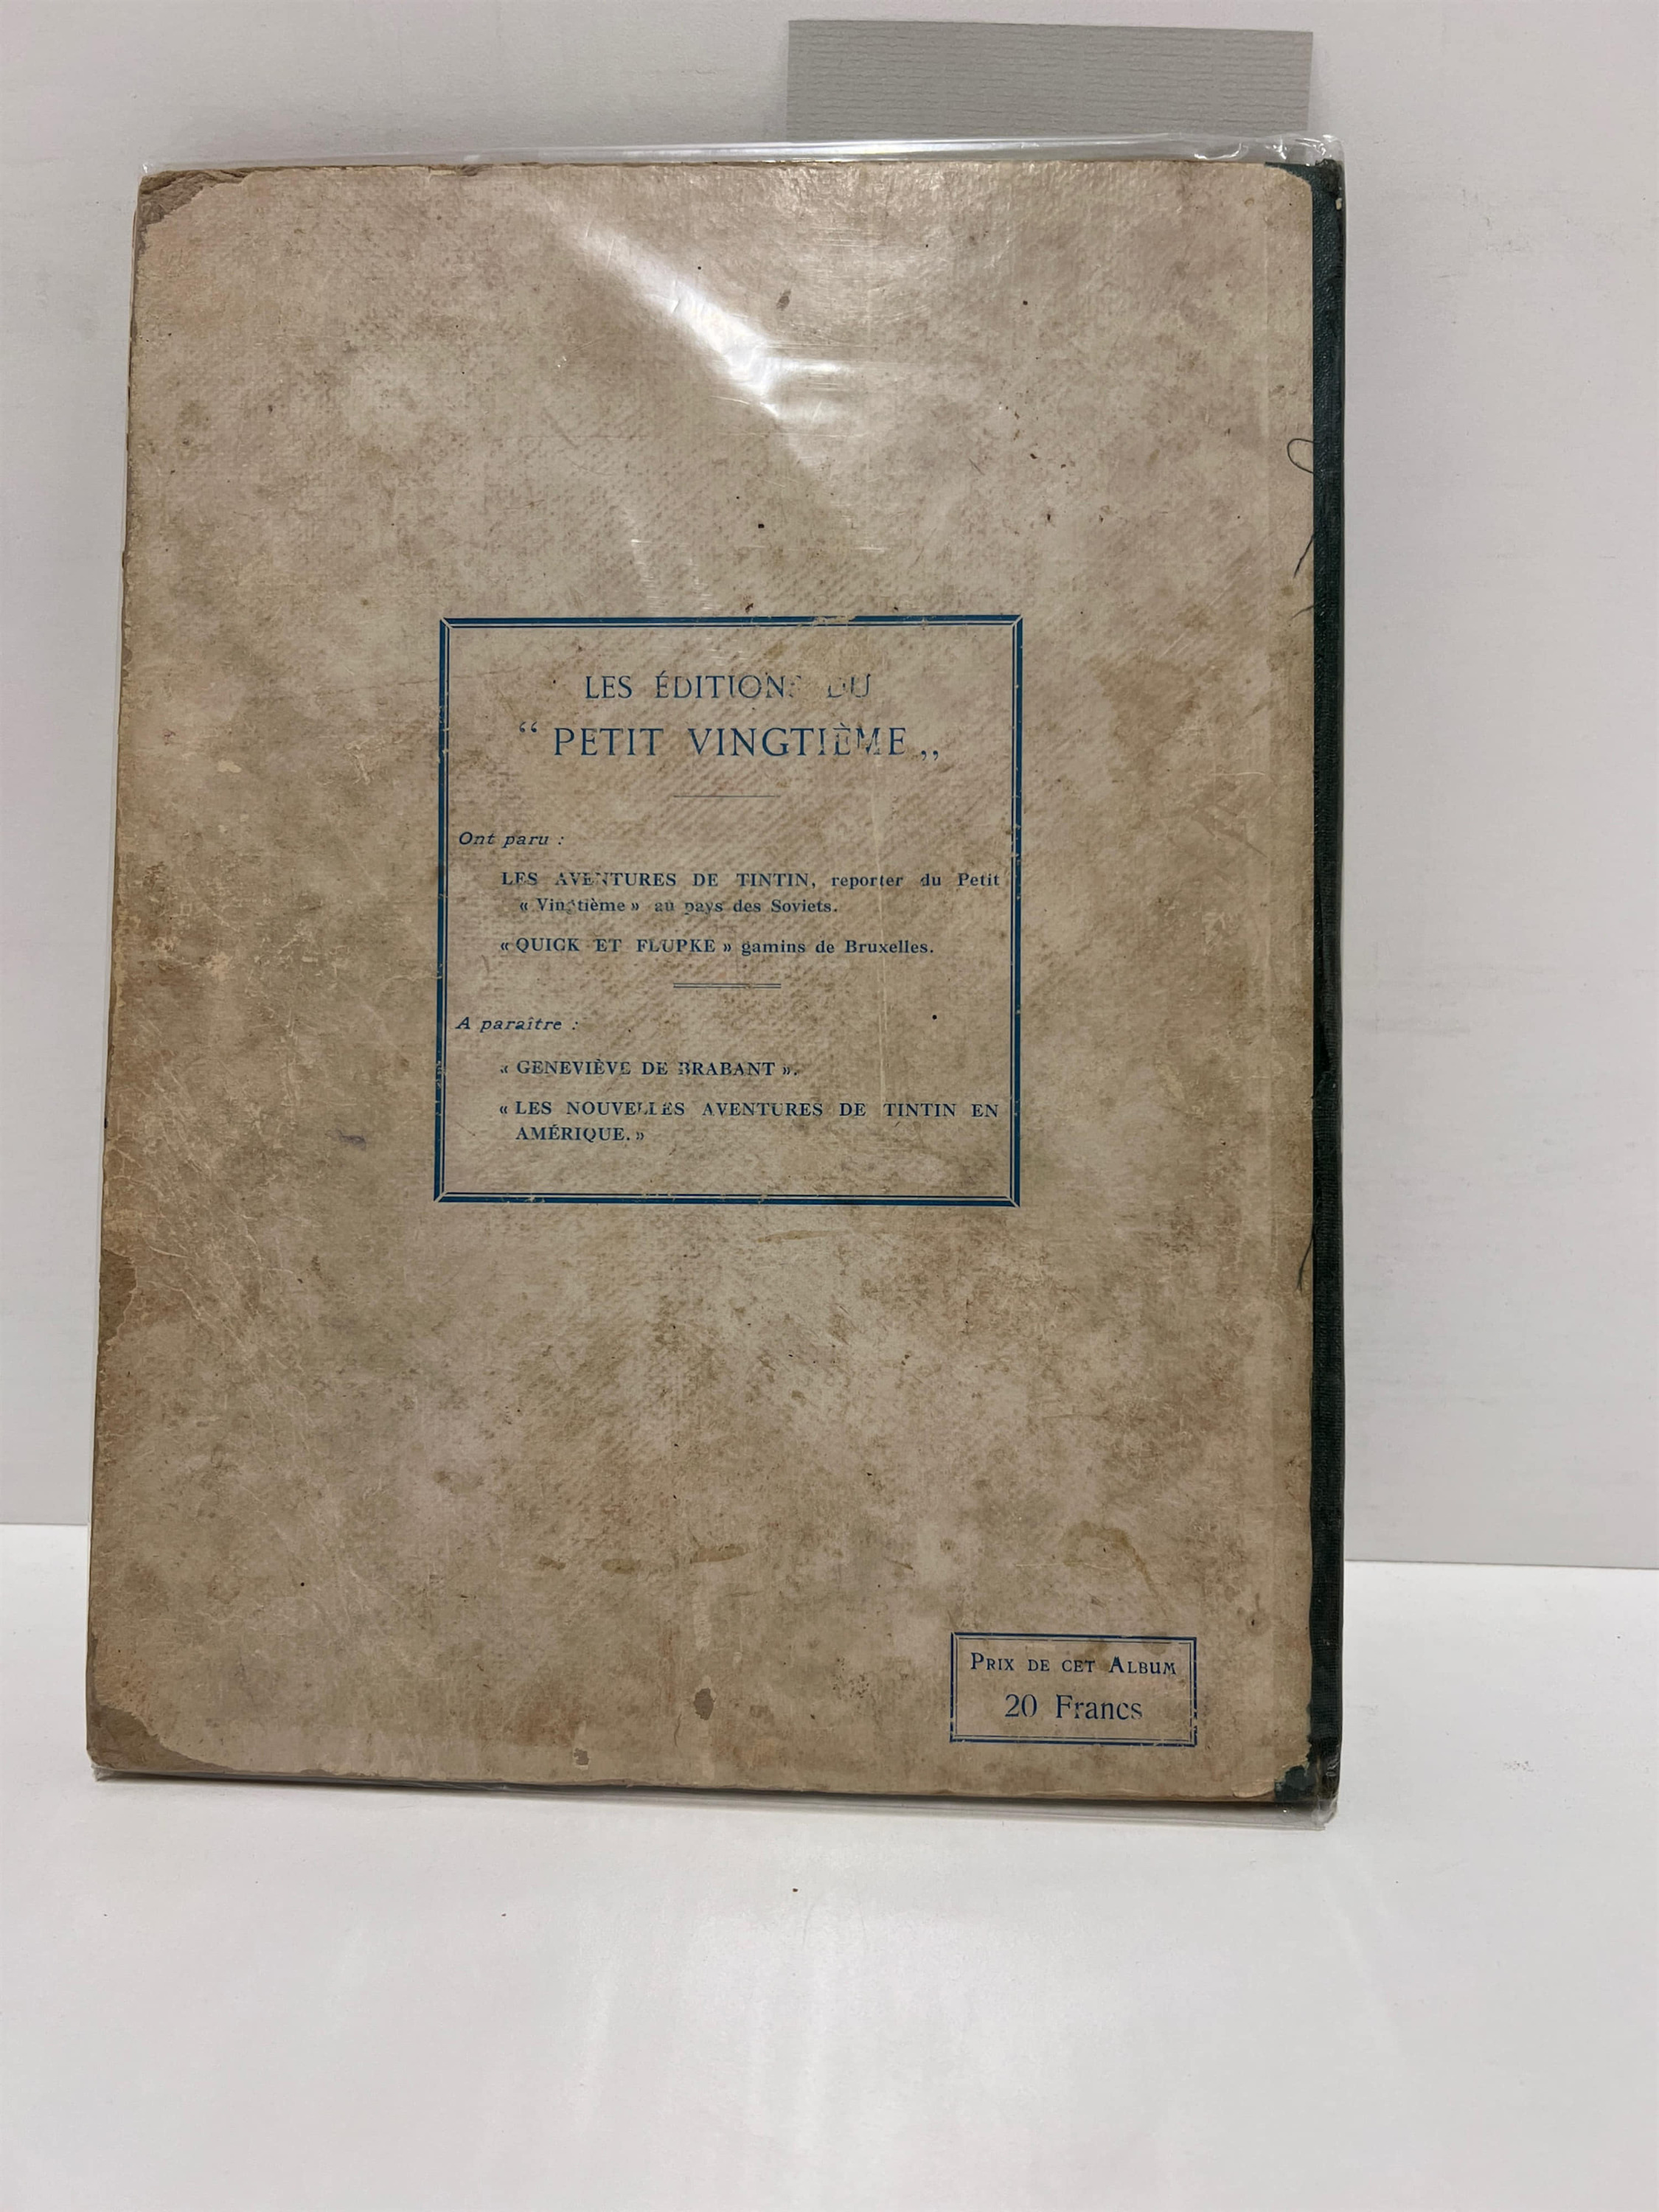 LES ÉDITIONS DU
“ PETIT VINGTIÈME „
Ont paru :
LES AVENTURES DE TINTIN, reporter du Petit
« Vingtième » au pays des Soviets.
« QUICK ET FLUPKE » gamins de Bruxelles.
A paraître :
« GENEVIÈVE DE BRABANT ».
« LES NOUVELLES AVENTURES DE TINTIN EN
AMÉRIQUE. »
PRIX DE CET ALBUM
20 Francs